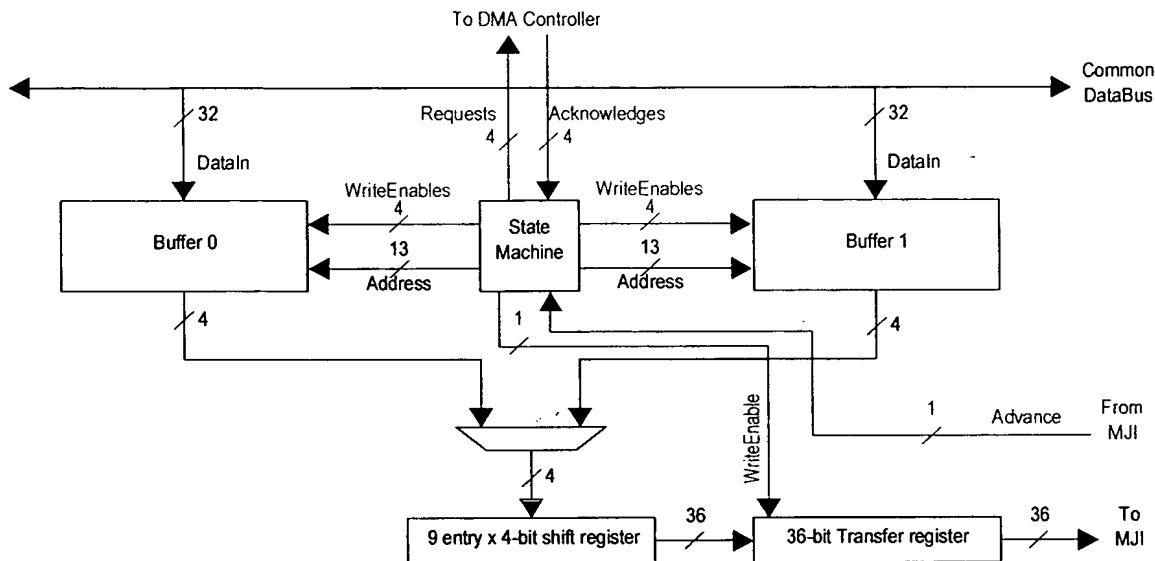 To DMA Controller
Common
DataBus
32
Requests
4
Acknowledges
4
32
DataIn
DataIn
WriteEnables
4
WriteEnables
4
Buffer 0
State
Machine
Buffer 1
13
Address
13
Address
4
1
4
WriteEnable
1
Advance
From
MJI
4
9 entry x 4-bit shift register
36
36-bit Transfer register
36
To
MJI